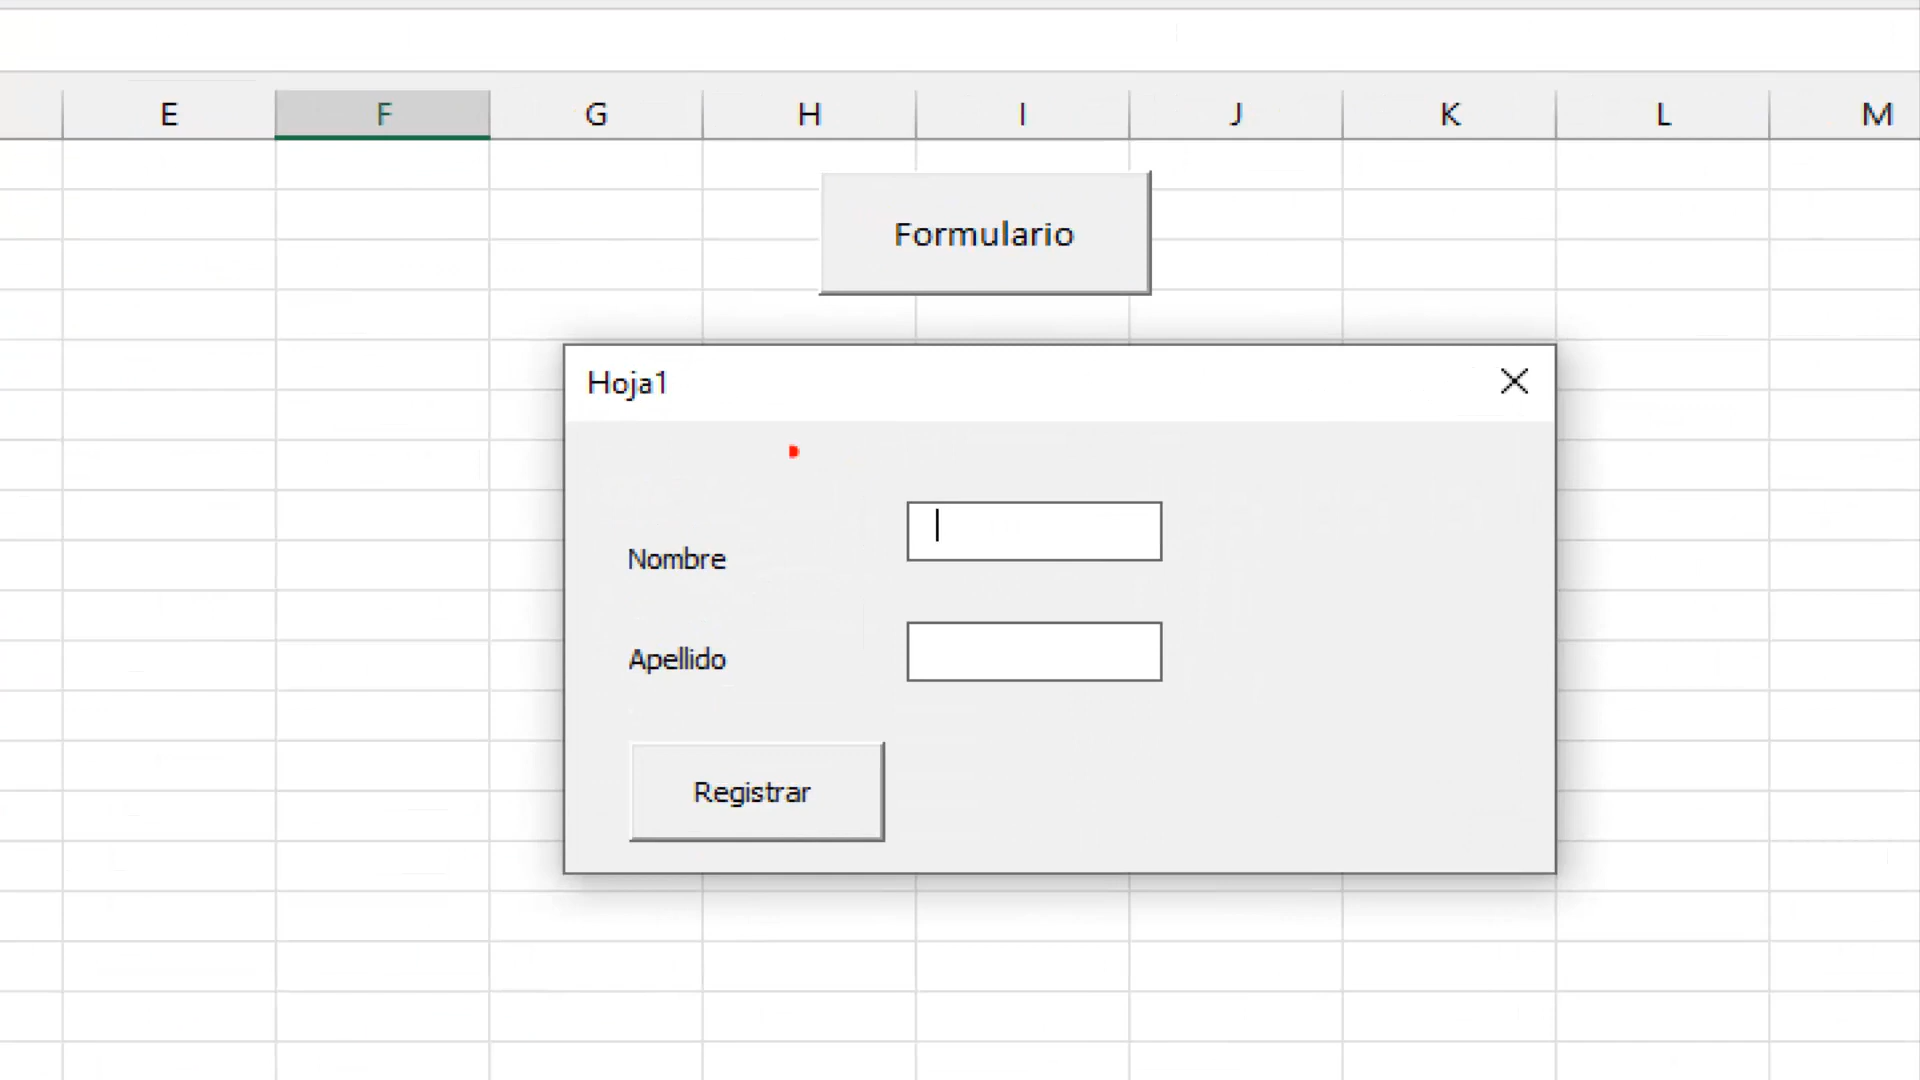 E F G H I J K L M
Formulario
Hoja1
Nombre
Apellido
Registrar